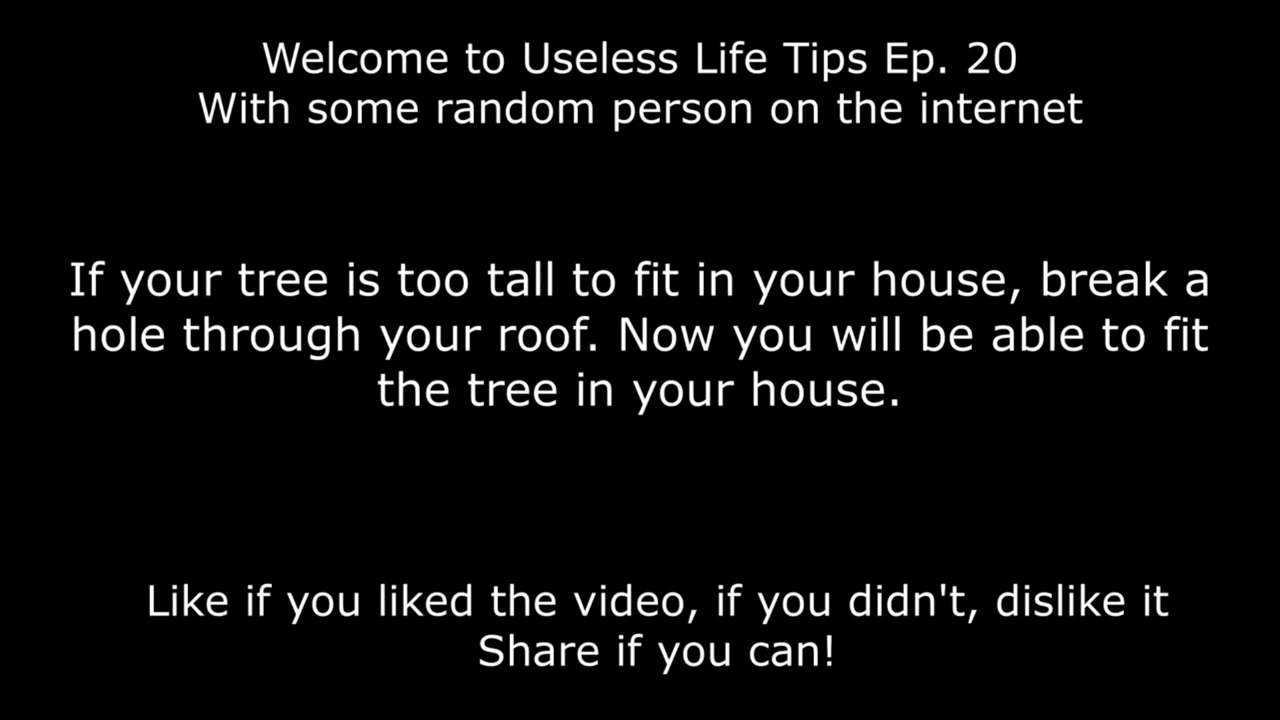 Welcome to Useless Life Tips Ep. 20
With some random person on the internet
If your tree is too tall to fit in your house, break a
hole through your roof. Now you will be able to fit
the tree in your house.
Like if you liked the video, if you didn't, dislike it
Share if you can!